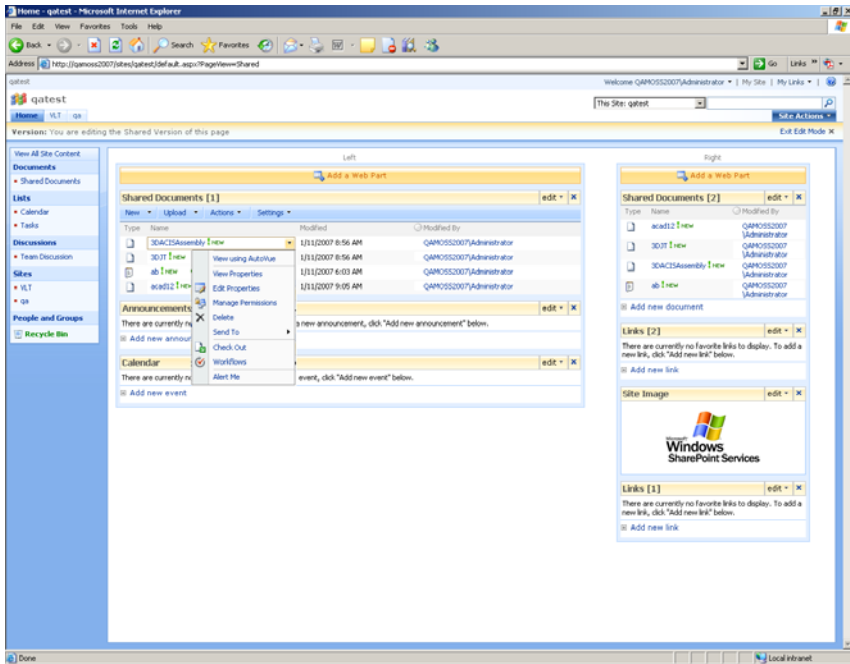 Home - qatest - Microsoft Internet Explorer
File Edit View Favorites Tools Help
Back Search Favorites
Address http://qamoss2007/sites/qatest/default.aspx?PageView=Shared Go Links
qatest Welcome QAMOSS2007\Administrator | My Site | My Links |
qatest This Site: qatest
Home VLT qa Site Actions
Version: You are editing the Shared Version of this page Exit Edit Mode
View All Site Content
Documents
Shared Documents
Lists
Calendar
Tasks
Discussions
Team Discussion
Sites
VLT
qa
People and Groups
Recycle Bin
Left
Add a Web Part
Shared Documents [1] edit
New Upload Actions Settings
Type Name Modified Modified By
3DACISAssembly NEW 1/11/2007 8:56 AM QAMOSS2007\Administrator
3DJT NEW 1/11/2007 8:56 AM QAMOSS2007\Administrator
ab NEW 1/11/2007 6:03 AM QAMOSS2007\Administrator
acad12 NEW 1/11/2007 9:05 AM QAMOSS2007\Administrator
View using AutoVue
View Properties
Edit Properties
Manage Permissions
Delete
Send To
Check Out
Workflows
Alert Me
Announcements edit
There are currently n a new announcement, click "Add new announcement" below.
Add new annour
Calendar edit
There are currently n event, click "Add new event" below.
Add new event
Right
Add a Web Part
Shared Documents [2] edit
Type Name Modified By
acad12 NEW QAMOSS2007
\Administrator
3DJT NEW QAMOSS2007
\Administrator
3DACISAssembly NEW QAMOSS2007
\Administrator
ab NEW QAMOSS2007
\Administrator
Add new document
Links [2] edit
There are currently no favorite links to display. To add a
new link, click "Add new link" below.
Add new link
Site Image edit
Microsoft
Windows
SharePoint Services
Links [1] edit
There are currently no favorite links to display. To add a
new link, click "Add new link" below.
Add new link
Done Local intranet